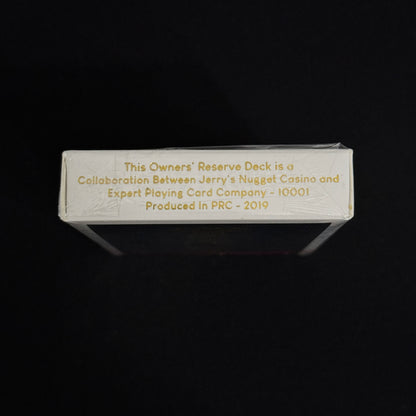 This Owners' Reserve Deck is a
Collaboration Between Jerry's Nugget Casino and
Expert Playing Card Company - 10001
Produced In PRC - 2019